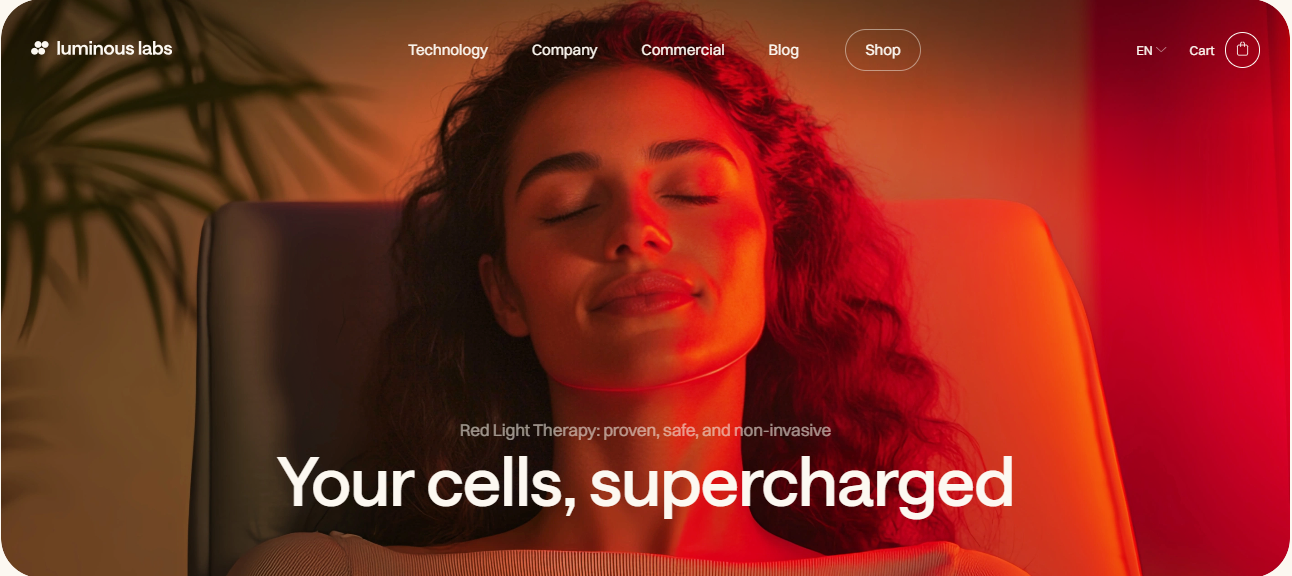 luminous labs
Technology
Company
Commercial
Blog
Shop
EN
Cart
Red Light Therapy: proven, safe, and non-invasive
Your cells, supercharged